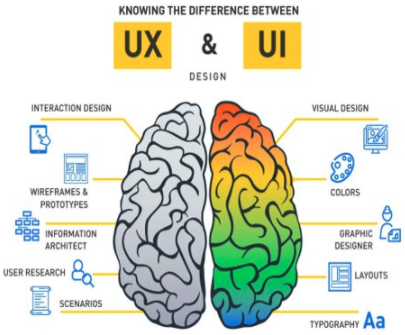 KNOWING THE DIFFERENCE BETWEEN
UX & UI
DESIGN
INTERACTION DESIGN
WIREFRAMES &
PROTOTYPES
INFORMATION
ARCHITECT
USER RESEARCH
SCENARIOS
VISUAL DESIGN
COLORS
GRAPHIC
DESIGNER
LAYOUTS
TYPOGRAPHY Aa